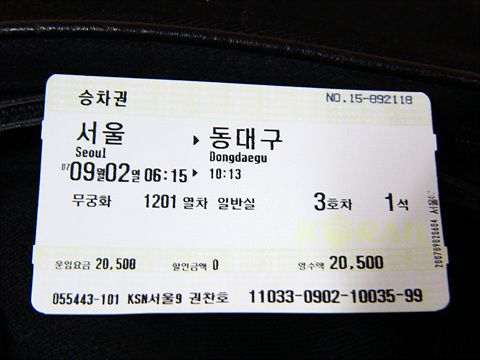 승차권 NO.15-892118
서울 ▶ 동대구
Seoul Dongdaegu
07 09월 02일 06:15 ▶ 10:13
무궁화 1201 열차 일반실 3호차 1석
KORAIL
운임요금 20,500 할인금액 0 영수액 20,500
055443-101 KSN서울9 권찬호 11033-0902-10035-99